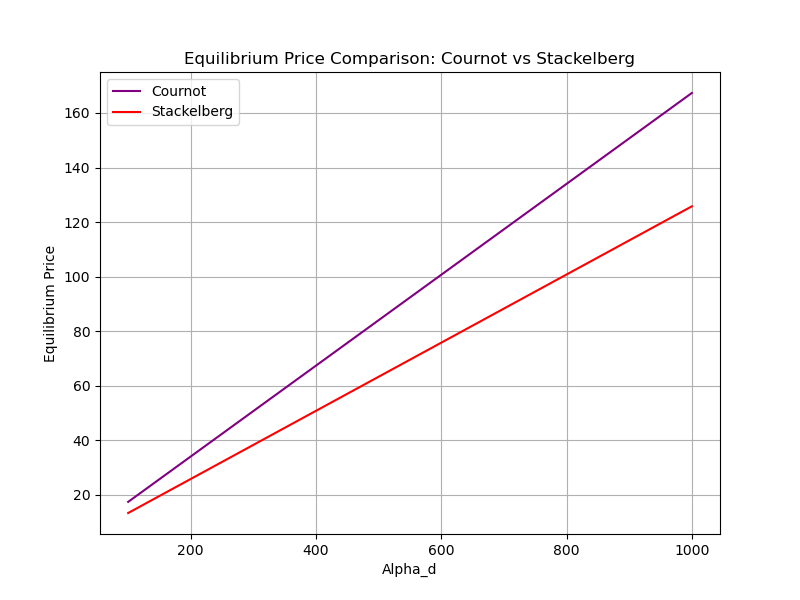 Equilibrium Price Comparison: Cournot vs Stackelberg
Cournot
Stackelberg
Equilibrium Price
160
140
120
100
80
60
40
20
200 400 600 800 1000
Alpha_d